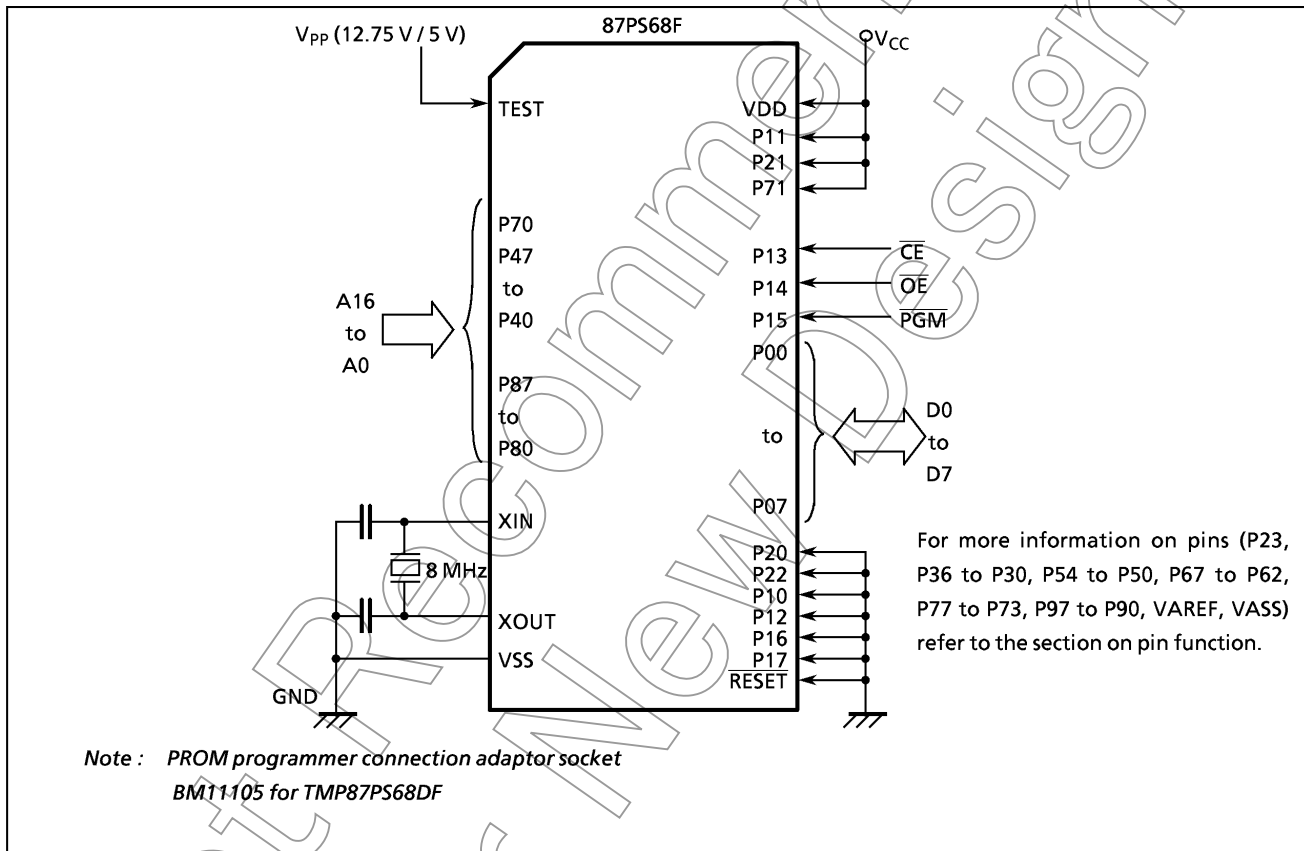 87PS68F
VPP (12.75 V / 5 V)
VCC
TEST
VDD
P11
P21
P71
P70
P47
to
P40
P87
to
P80
A16
to
A0
P13
P14
P15
CE
OE
PGM
P00
to
P07
D0
to
D7
XIN
8 MHz
XOUT
VSS
GND
P20
P22
P10
P12
P16
P17
RESET
For more information on pins (P23,
P36 to P30, P54 to P50, P67 to P62,
P77 to P73, P97 to P90, VAREF, VASS)
refer to the section on pin function.
Note : PROM programmer connection adaptor socket
BM11105 for TMP87PS68DF